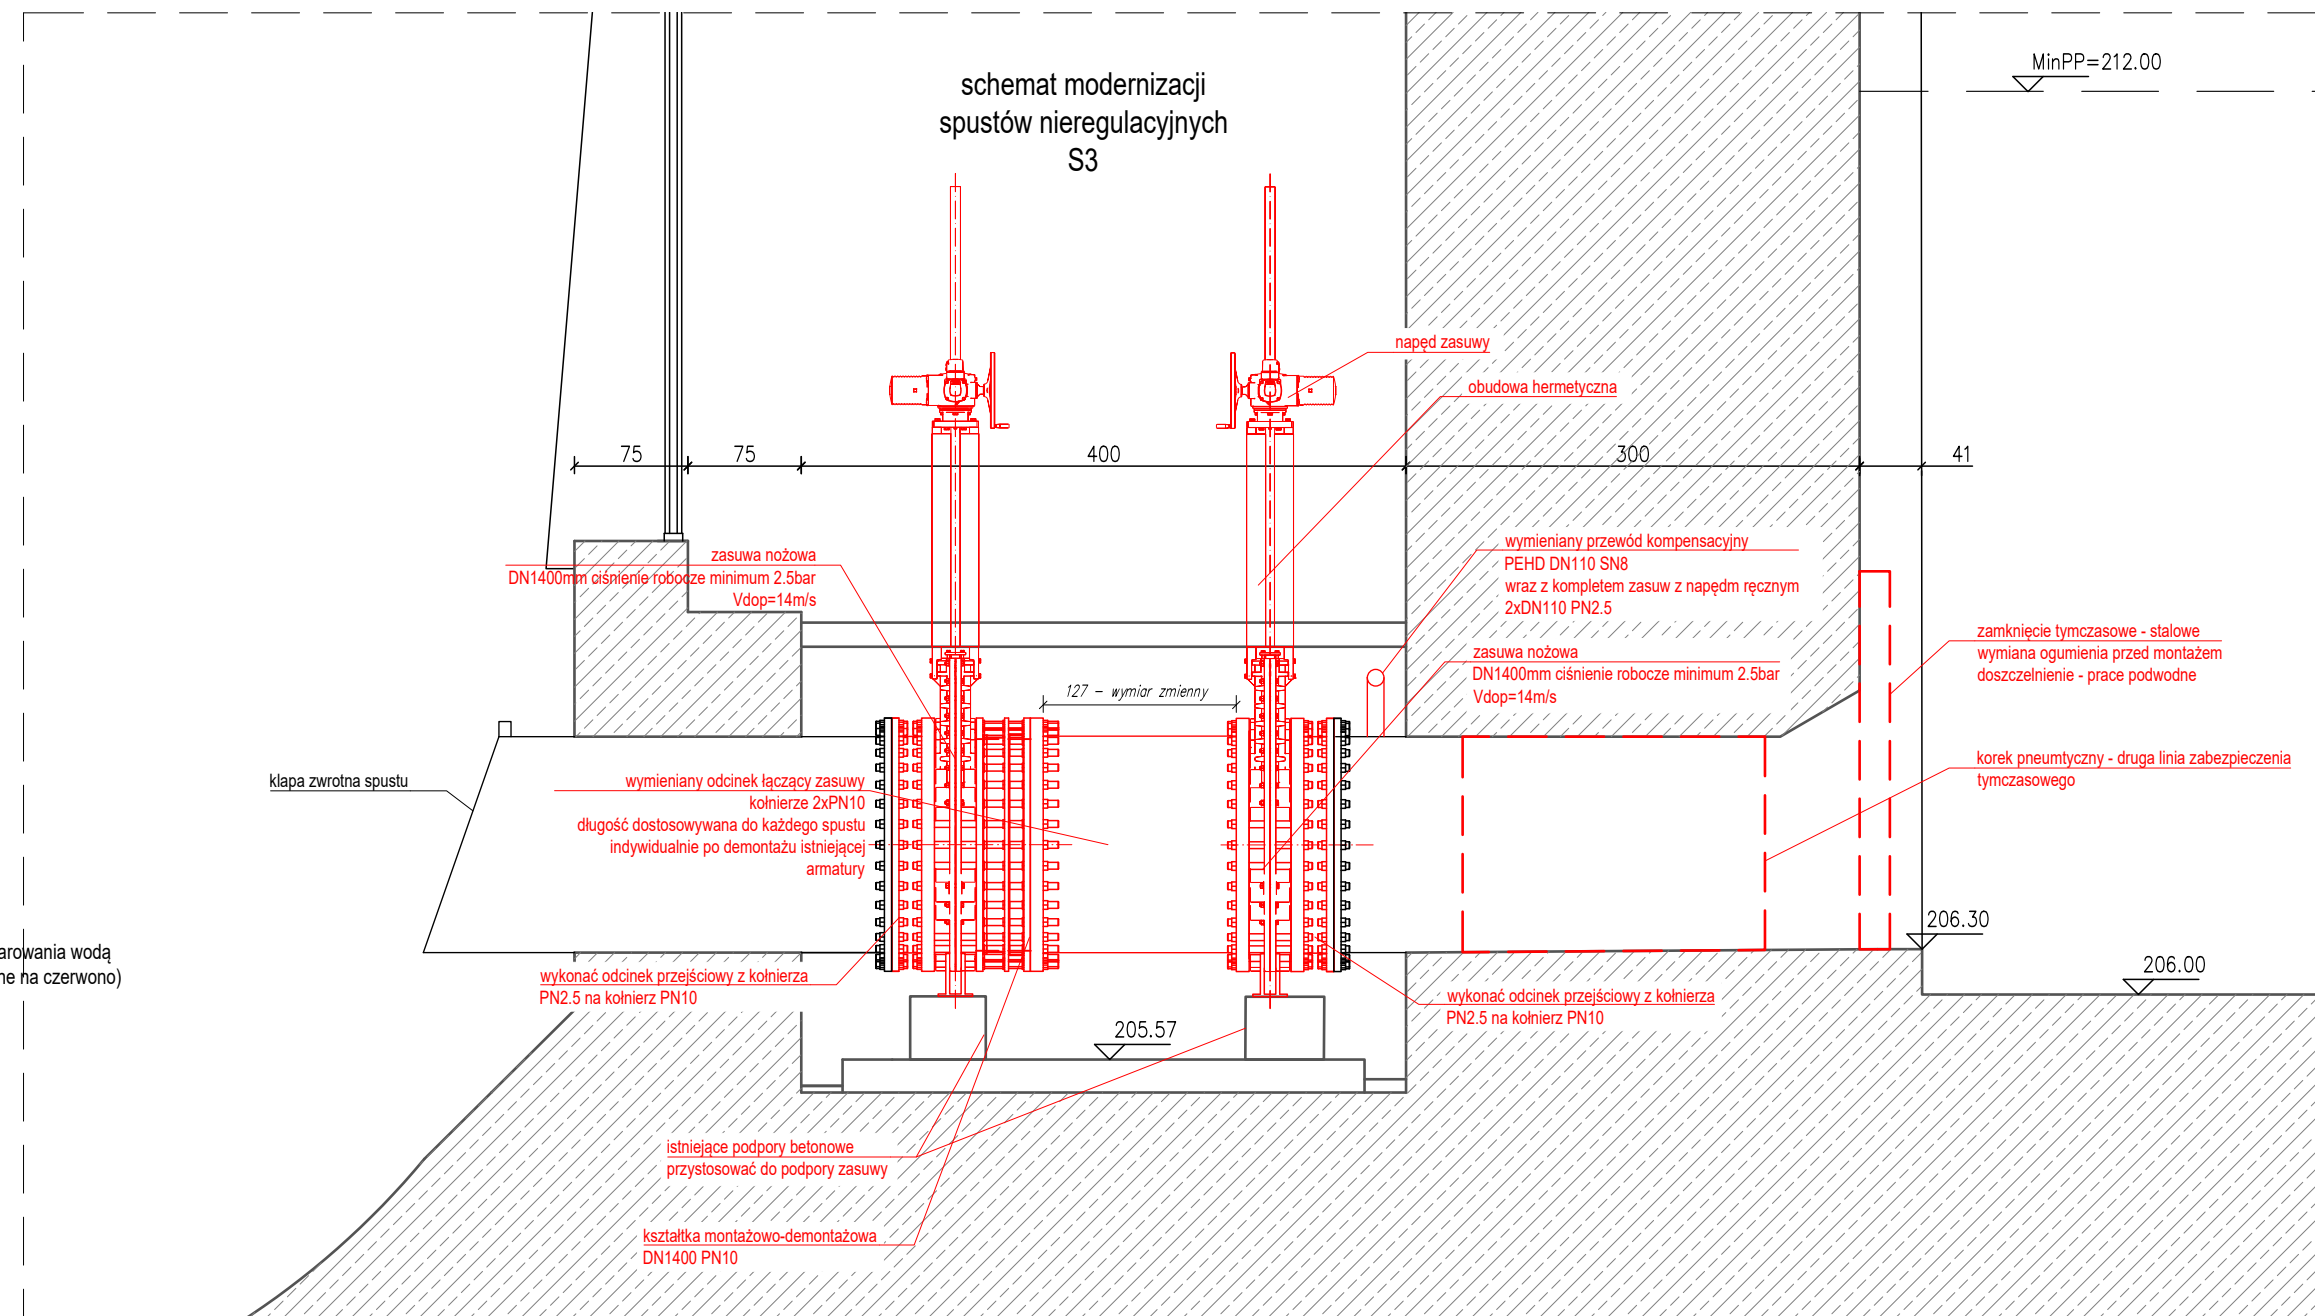 schemat modernizacji
spustów nieregulacyjnych
S3
MinPP=212.00
napęd zasuwy
obudowa hermetyczna
75
75
400
300
41
zasuwa nożowa
DN1400mm ciśnienie robocze minimum 2.5bar
Vdop=14m/s
wymieniany przewód kompensacyjny
PEHD DN110 SN8
wraz z kompletem zasuw z napędm ręcznym
2xDN110 PN2.5
zasuwa nożowa
DN1400mm ciśnienie robocze minimum 2.5bar
Vdop=14m/s
zamknięcie tymczasowe - stalowe
wymiana ogumienia przed montażem
doszczelnienie - prace podwodne
127 - wymiar zmienny
klapa zwrotna spustu
wymieniany odcinek łączący zasuwy
kołnierze 2xPN10
długość dostosowywana do każdego spustu
indywidualnie po demontażu istniejącej
armatury
korek pneumtyczny - druga linia zabezpieczenia
tymczasowego
206.30
206.00
arowania wodą
ne na czerwono)
wykonać odcinek przejściowy z kołnierza
PN2.5 na kołnierz PN10
wykonać odcinek przejściowy z kołnierza
PN2.5 na kołnierz PN10
205.57
istniejące podpory betonowe
przystosować do podpory zasuwy
kształtka montażowo-demontażowa
DN1400 PN10